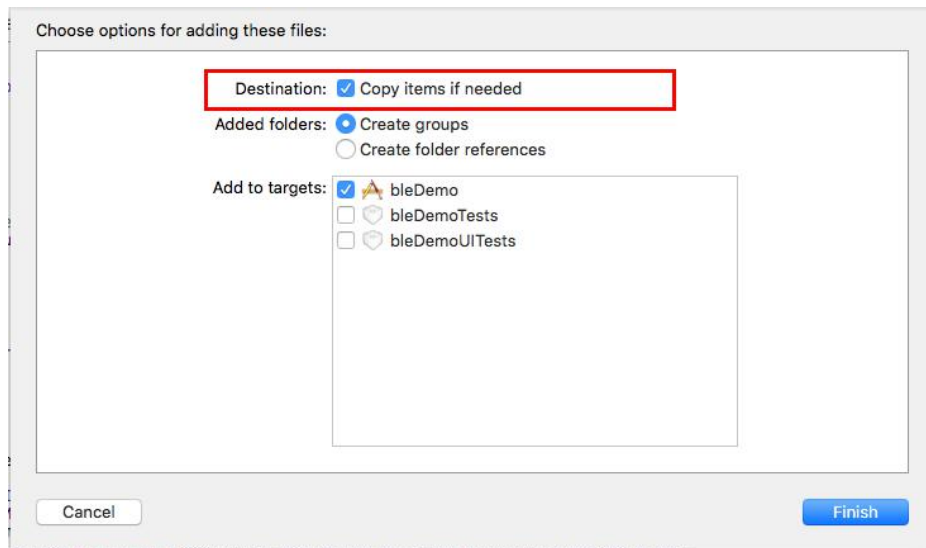 Choose options for adding these files:
Destination: Copy items if needed
Added folders: Create groups
Create folder references
Add to targets: bleDemo
bleDemoTests
bleDemoUITests
Cancel Finish